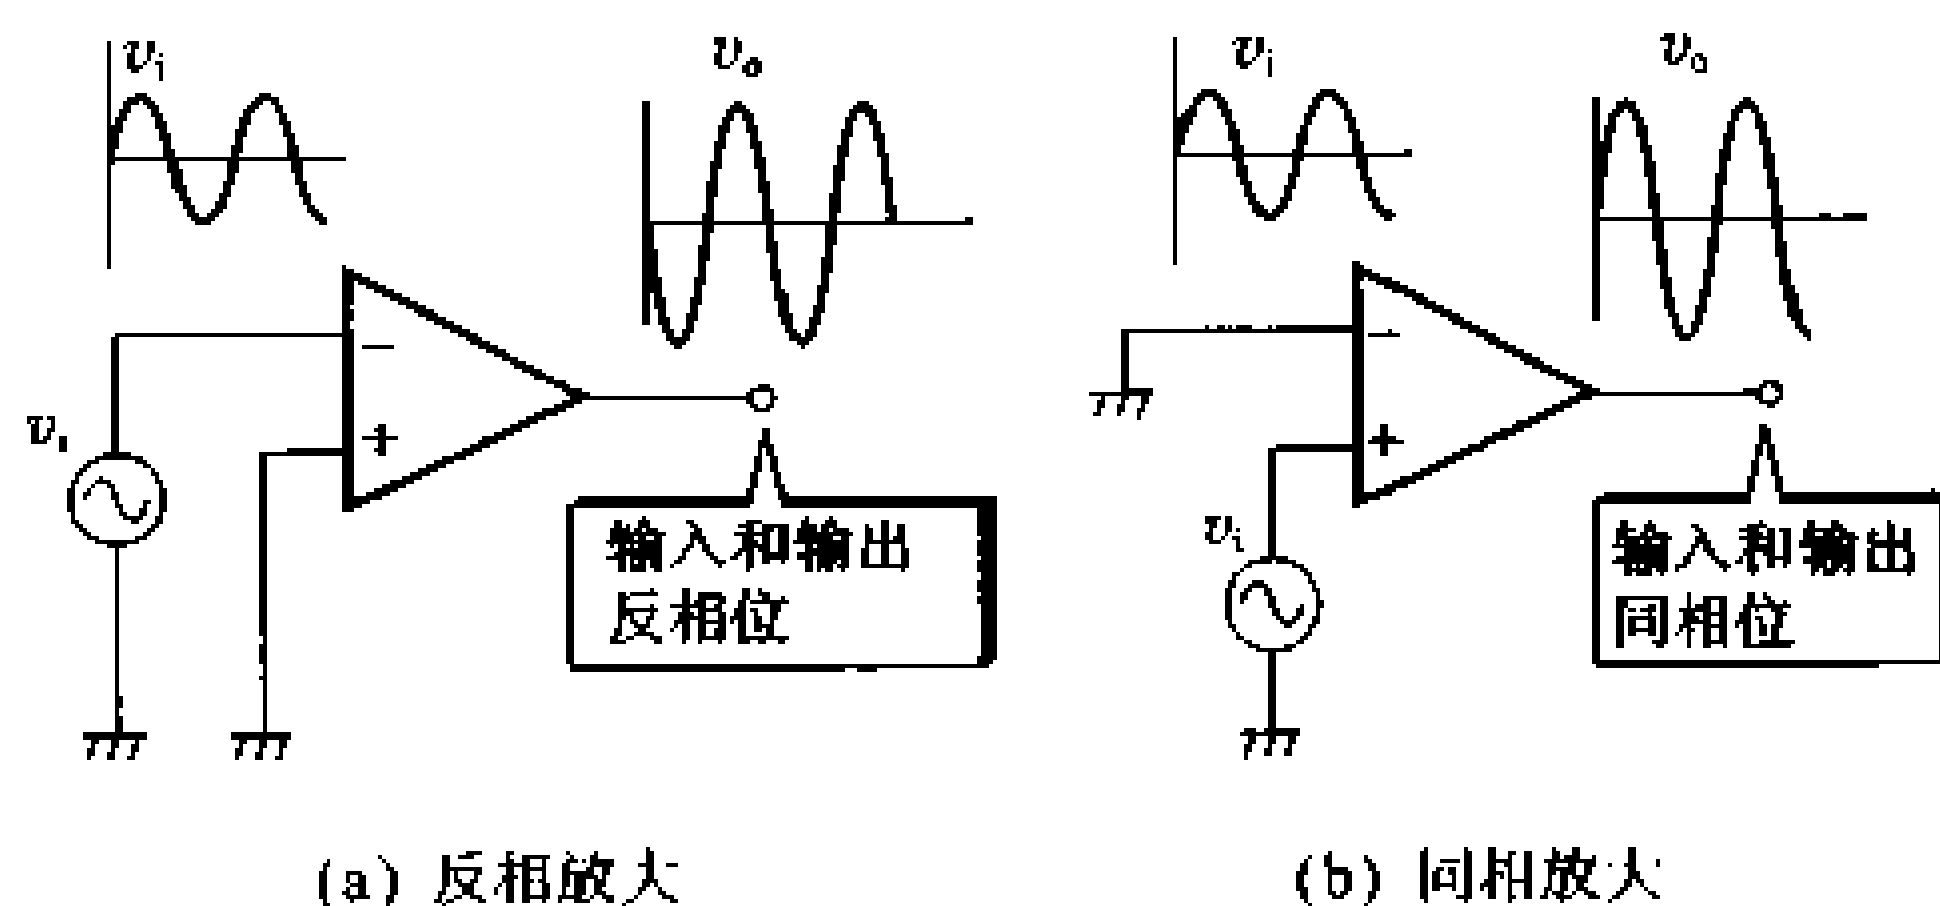 vi
vo
−
+
vi
输入和输出
反相位
(a) 反相放大
vi
vo
−
+
vi
输入和输出
同相位
(b) 同相放大